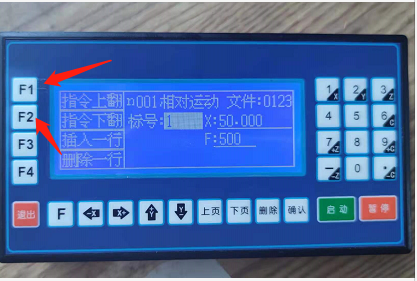 F1
F2
F3
F4
指令上翻 n001相对运动 文件:0123
指令下翻 标号:1 X:50.000
插入一行 F:500
删除一行
1 2 3
4 5 6
7 8 9
0
退出 F -X +X Y Y 上页 下页 删除 确认 启动 暂停